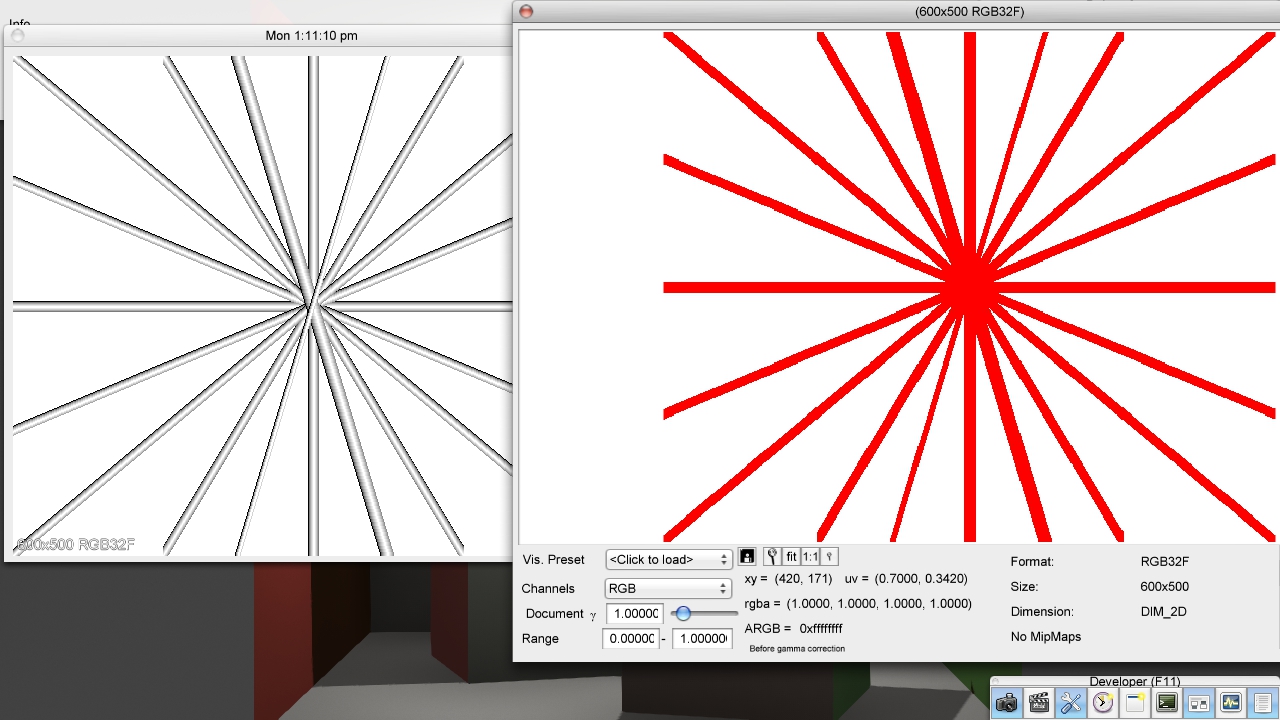 Info
Mon 1:11:10 pm
600x500 RGB32F
(600x500 RGB32F)
Vis. Preset <Click to load> fit 1:1
Channels RGB
Document γ 1.0000
Range 0.0000 - 1.00000
xy = (420, 171) uv = (0.7000, 0.3420)
rgba = (1.0000, 1.0000, 1.0000, 1.0000)
ARGB = 0xffffffff
Before gamma correction
Format: RGB32F
Size: 600x500
Dimension: DIM_2D
No MipMaps
Developer (F11)